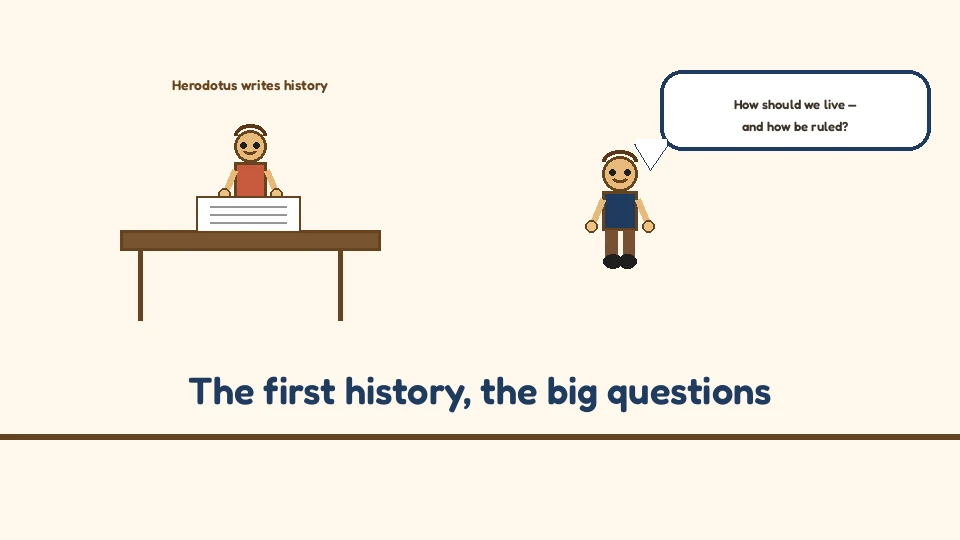 Herodotus writes history
How should we live –
and how be ruled?
The first history, the big questions